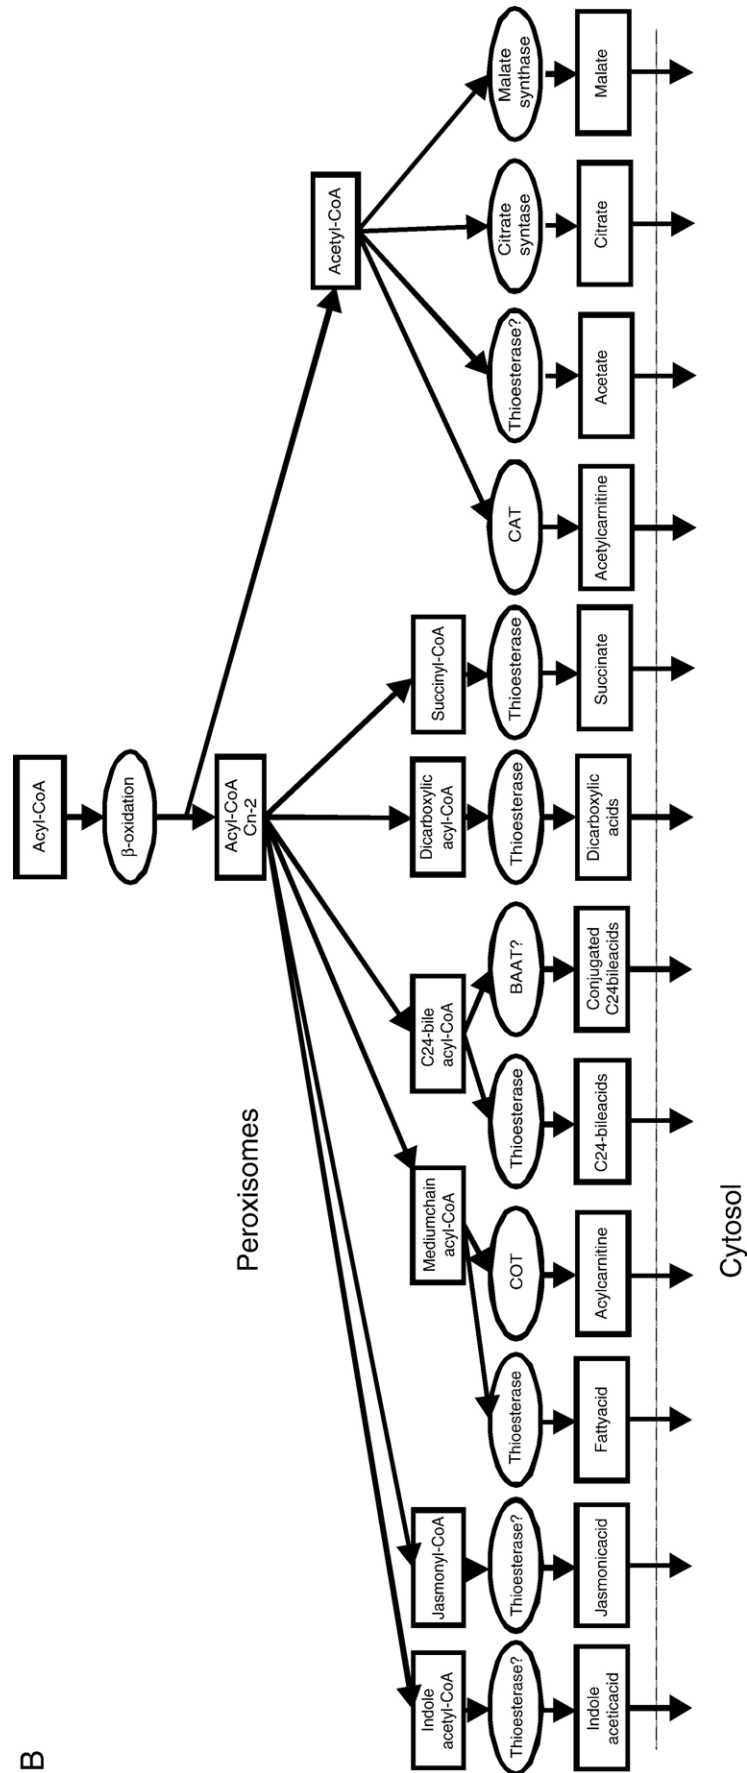 B
Acyl-CoA
β-oxidation
Acyl-CoA
Cn-2
Acetyl-CoA
Peroxisomes
Indole
acetyl-CoA
Jasmonyl-CoA
Mediumchain
acyl-CoA
C24-bile
acyl-CoA
Dicarboxylic
acyl-CoA
Succinyl-CoA
Thioesterase?
Thioesterase?
Thioesterase
COT
Thioesterase
BAAT?
Thioesterase
Thioesterase
CAT
Thioesterase?
Citrate
syntase
Malate
synthase
Indole
aceticacid
Jasmonicacid
Fattyacid
Acylcarnitine
C24-bileacids
Conjugated
C24bileacids
Dicarboxylic
acids
Succinate
Acetylcarnitine
Acetate
Citrate
Malate
Cytosol